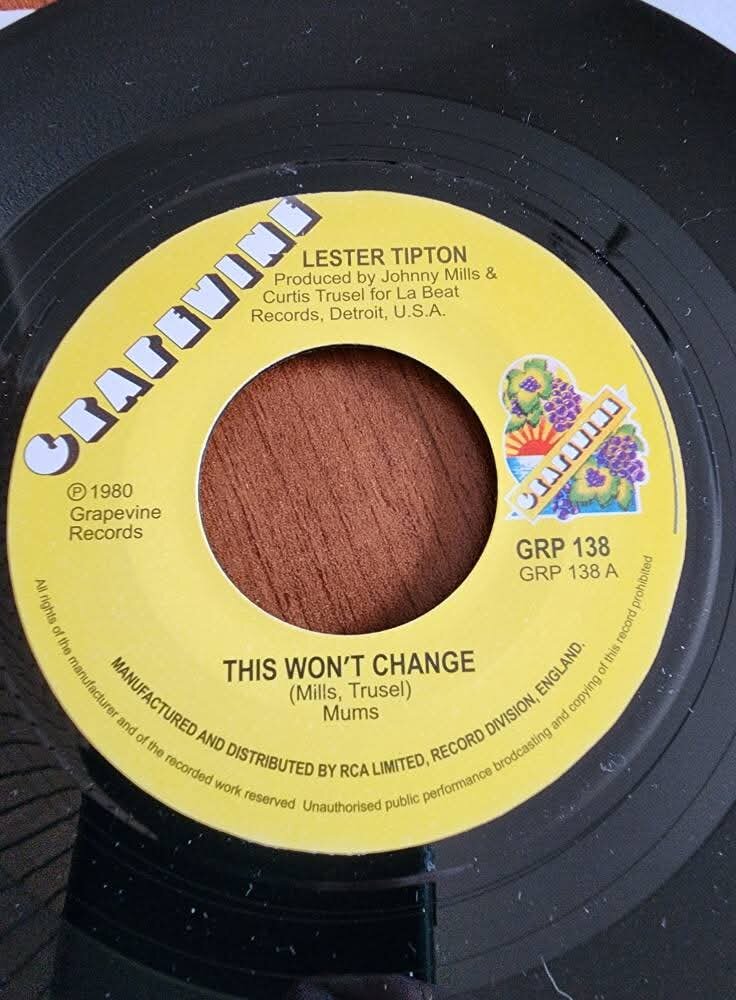 GRAPEVINE
LESTER TIPTON
Produced by Johnny Mills &
Curtis Trusel for La Beat
Records, Detroit, U.S.A.
GRAPEVINE
℗ 1980
Grapevine
Records
GRP 138
GRP 138 A
THIS WON'T CHANGE
(Mills, Trusel)
Mums
MANUFACTURED AND DISTRIBUTED BY RCA LIMITED, RECORD DIVISION, ENGLAND.
All rights of the manufacturer and of the recorded work reserved Unauthorised public performance brodcasting and copying of this record prohibited